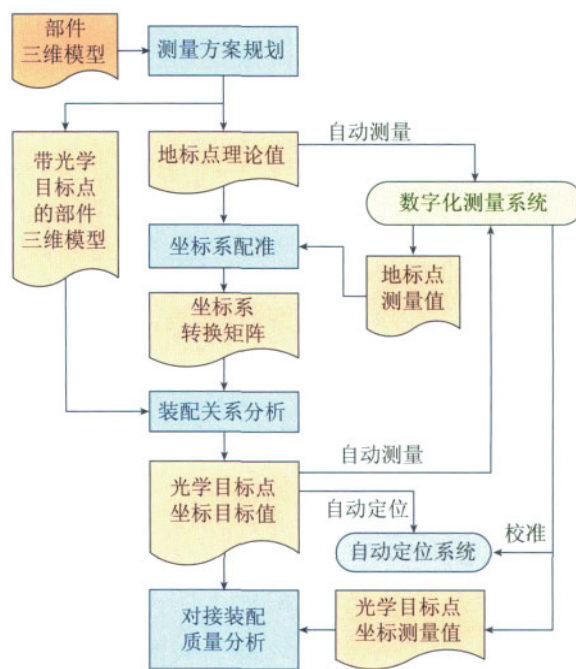 部件
三维模型
测量方案规划
带光学
目标点
的部件
三维模型
地标点理论值
自动测量
数字化测量系统
坐标系配准
地标点
测量值
坐标系
转换矩阵
装配关系分析
自动测量
光学目标点
坐标目标值
自动定位
自动定位系统
校准
对接装配
质量分析
光学目标点
坐标测量值